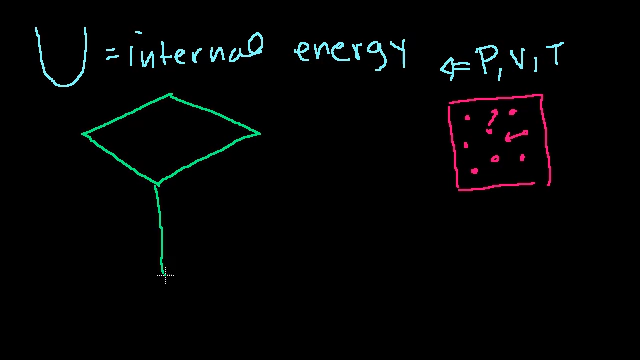 U = internal energy ⇐ P, V, T